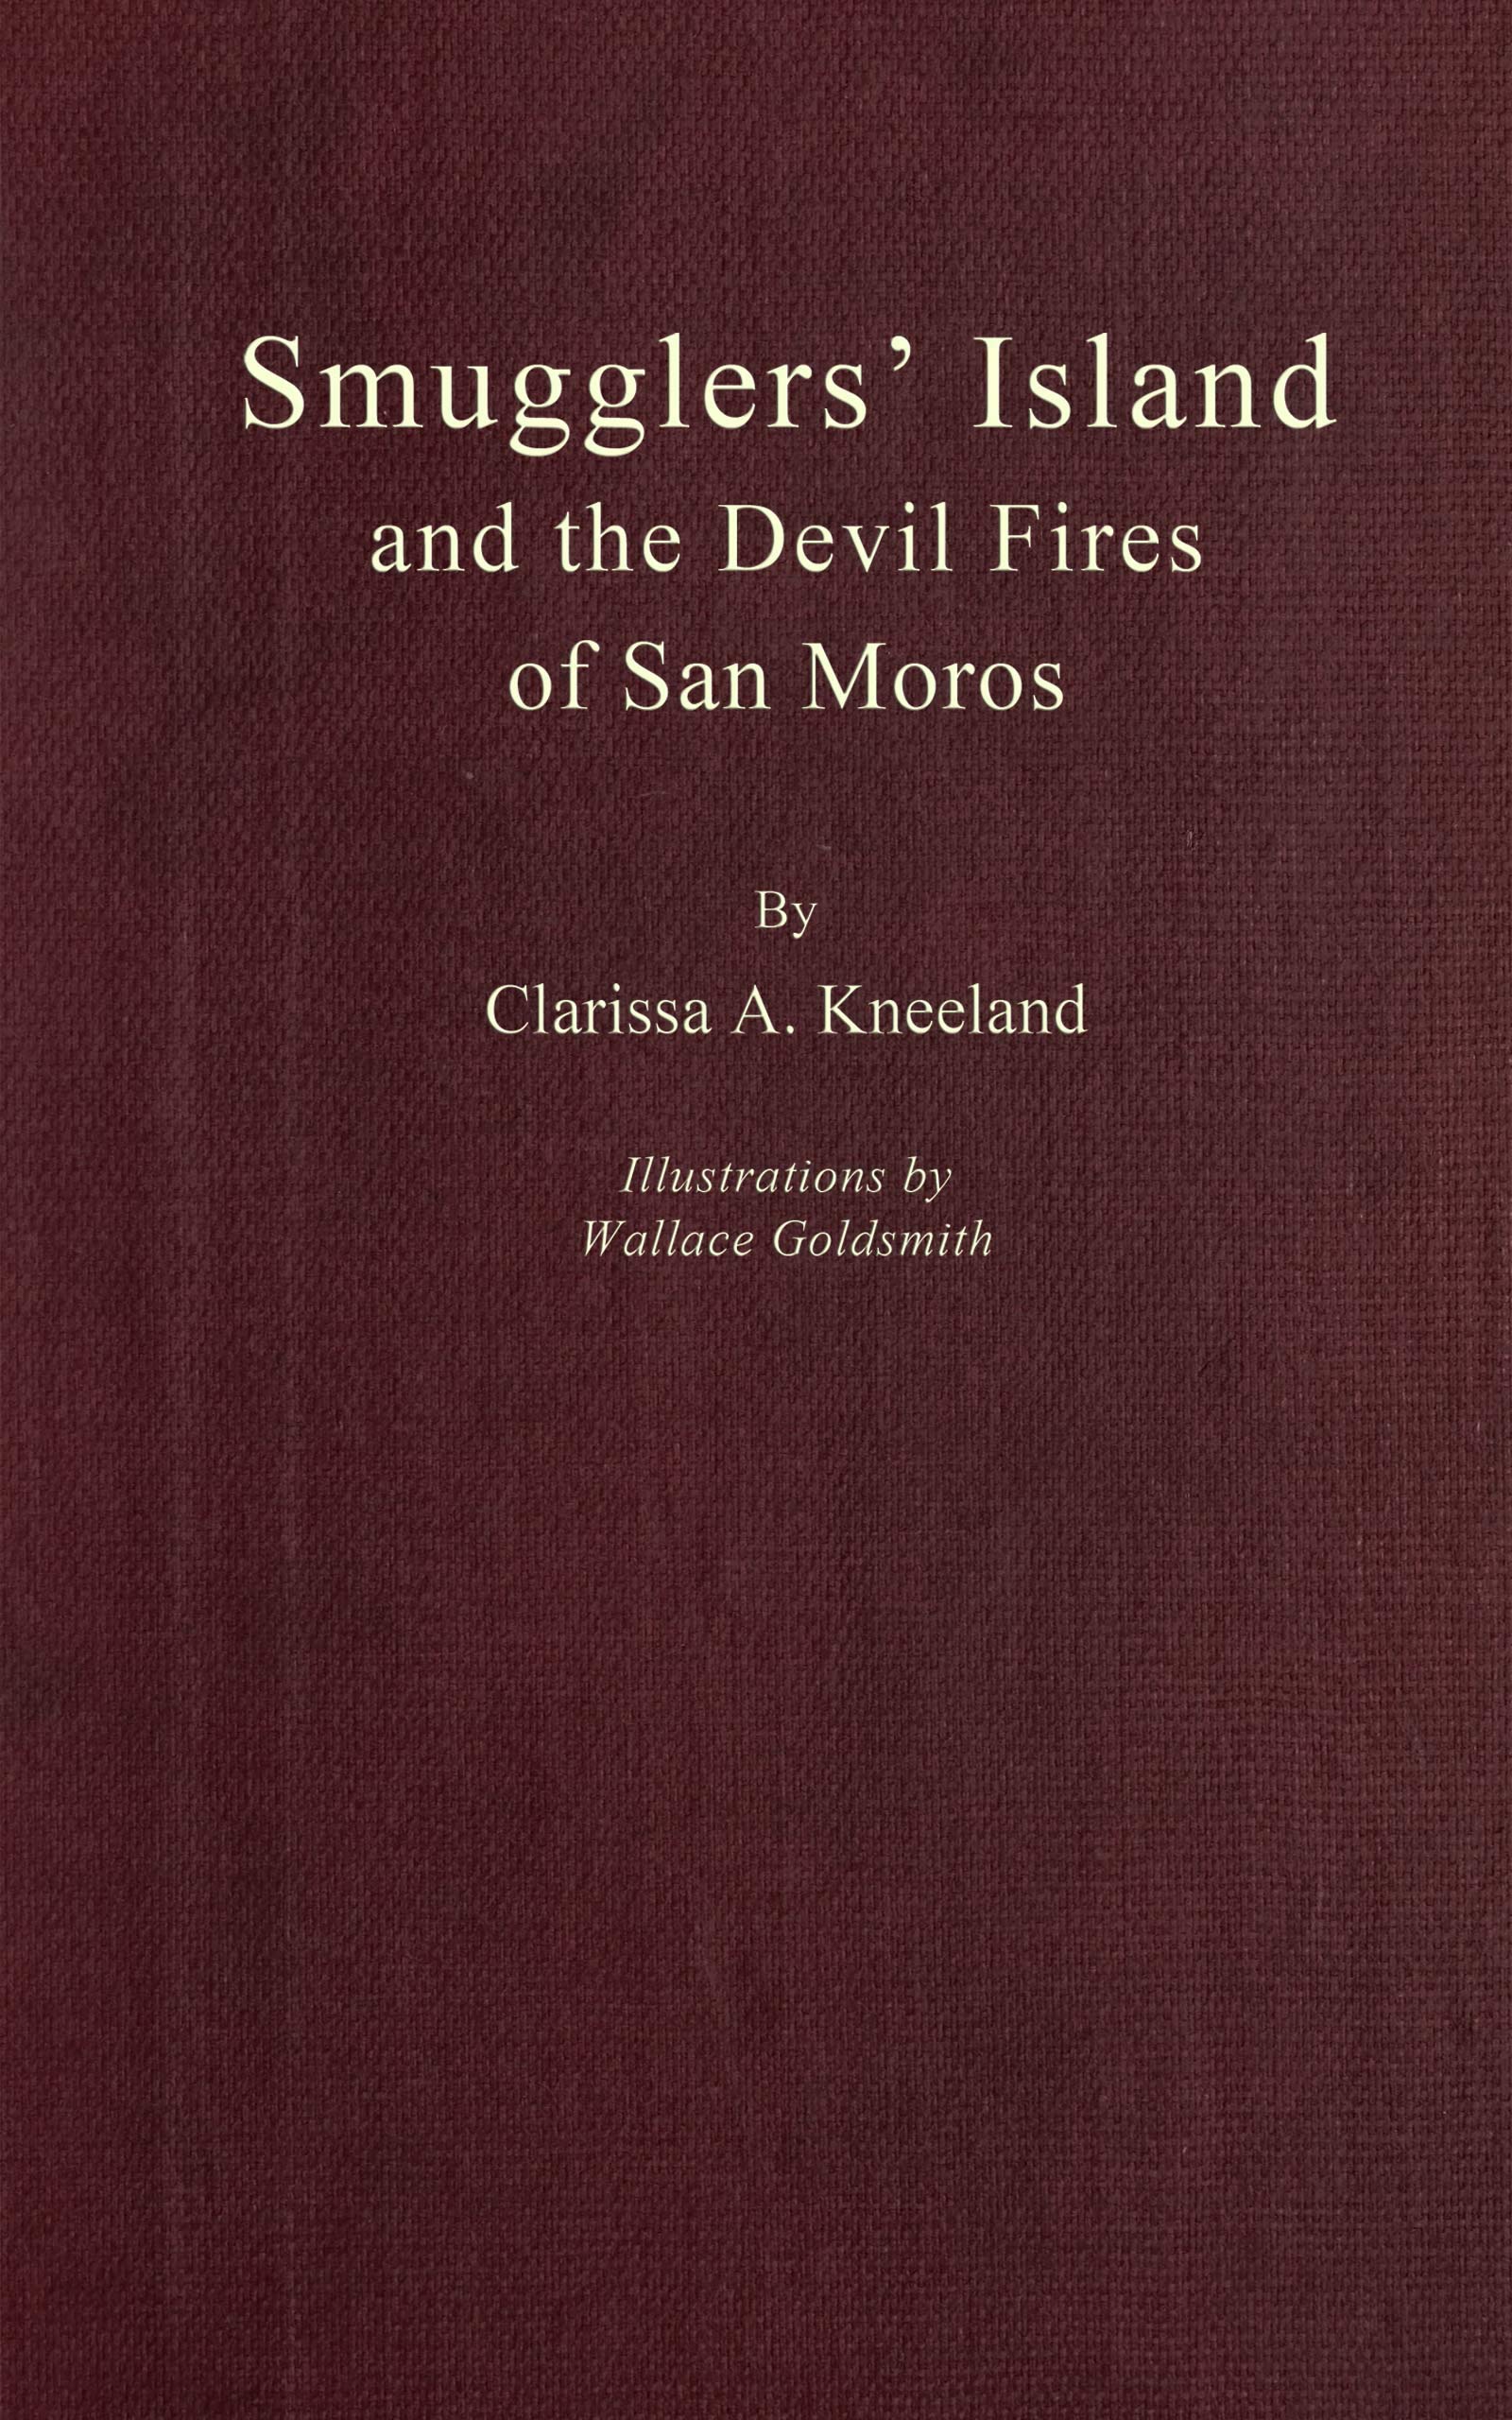 Smugglers’ Island
and the Devil Fires
of San Moros
By
Clarissa A. Kneeland
Illustrations by
Wallace Goldsmith